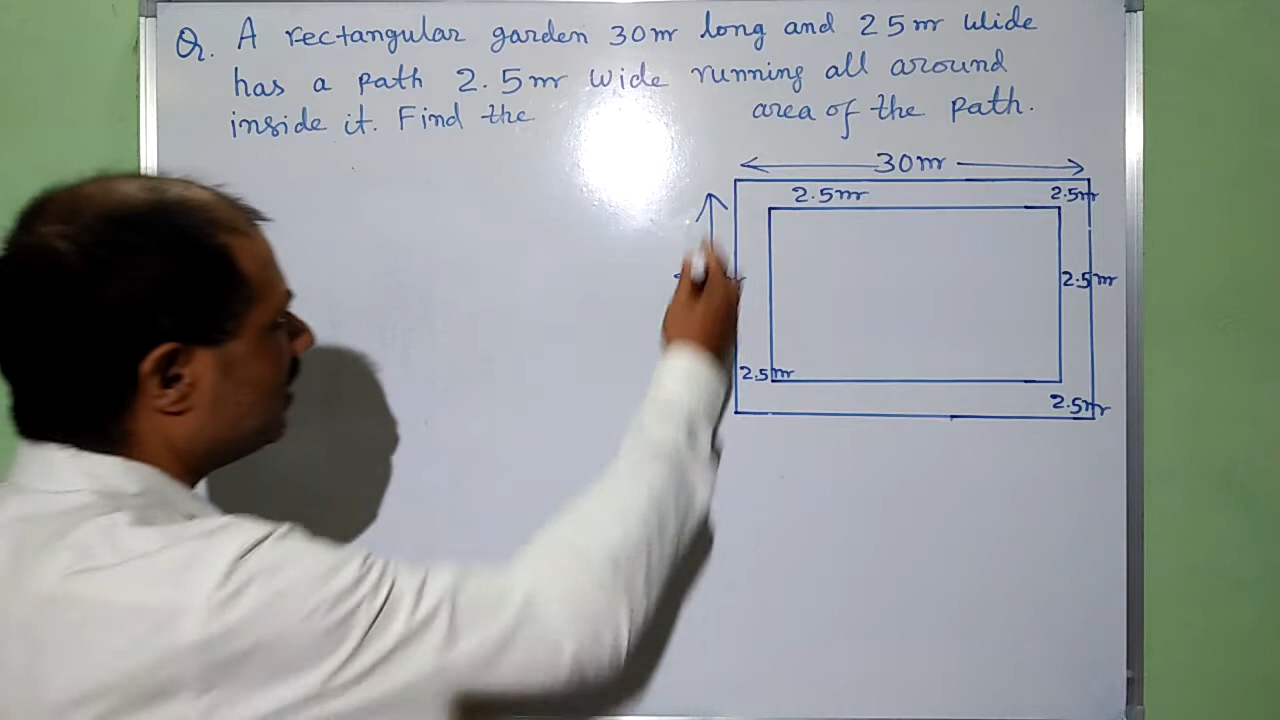 Q. A rectangular garden 30m long and 25m wide
has a path 2.5m wide running all around
inside it. Find the area of the path.
30m
2.5m 2.5m
2.5m
2.5m
2.5m